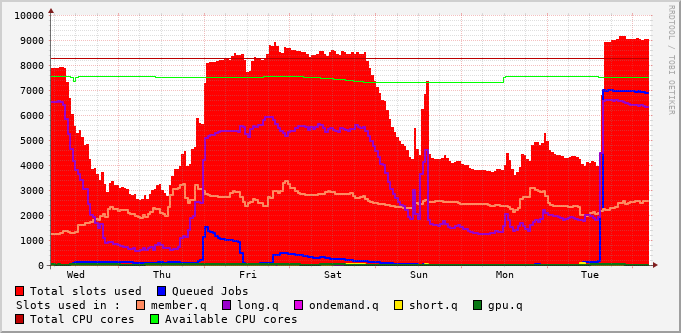 RRDTOOL / TOBI OETIKER
10000
9000
8000
7000
6000
5000
4000
3000
2000
1000
0
Wed Thu Fri Sat Sun Mon Tue
Total slots used Queued Jobs
Slots used in : member.q long.q ondemand.q short.q gpu.q
Total CPU cores Available CPU cores